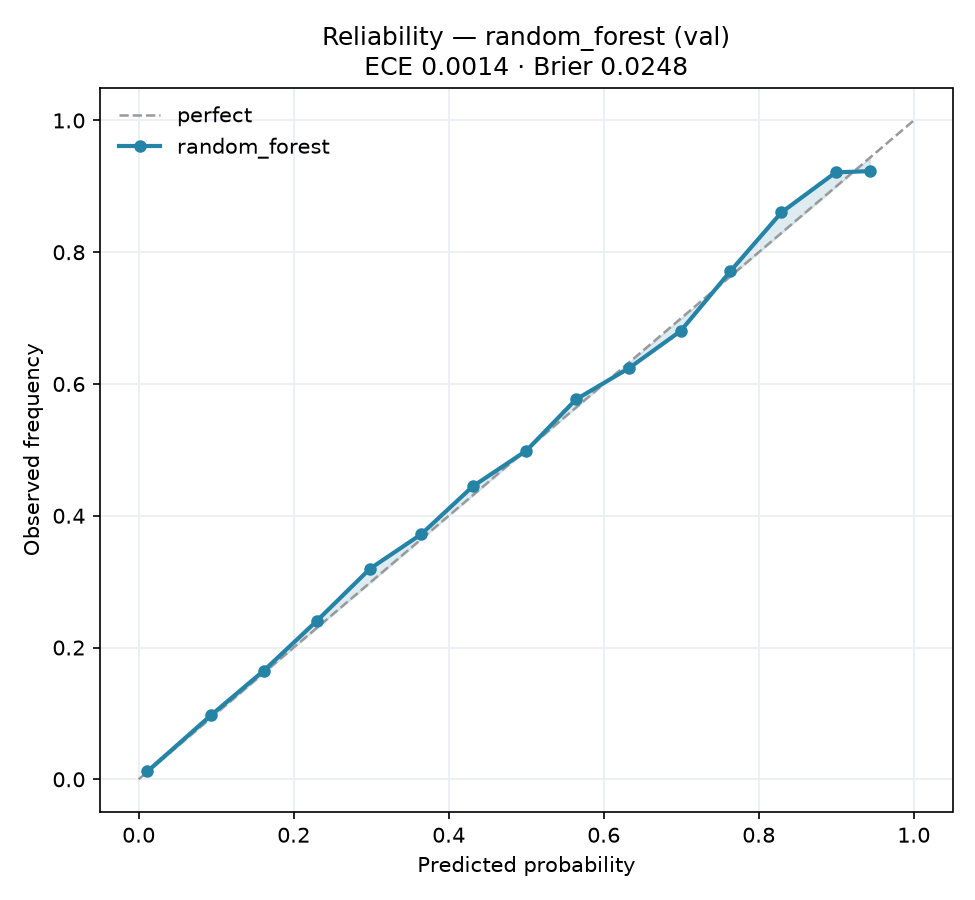 Reliability — random_forest (val)
ECE 0.0014 · Brier 0.0248
perfect
random_forest
1.0
0.8
0.6
0.4
0.2
0.0
Observed frequency
0.0 0.2 0.4 0.6 0.8 1.0
Predicted probability